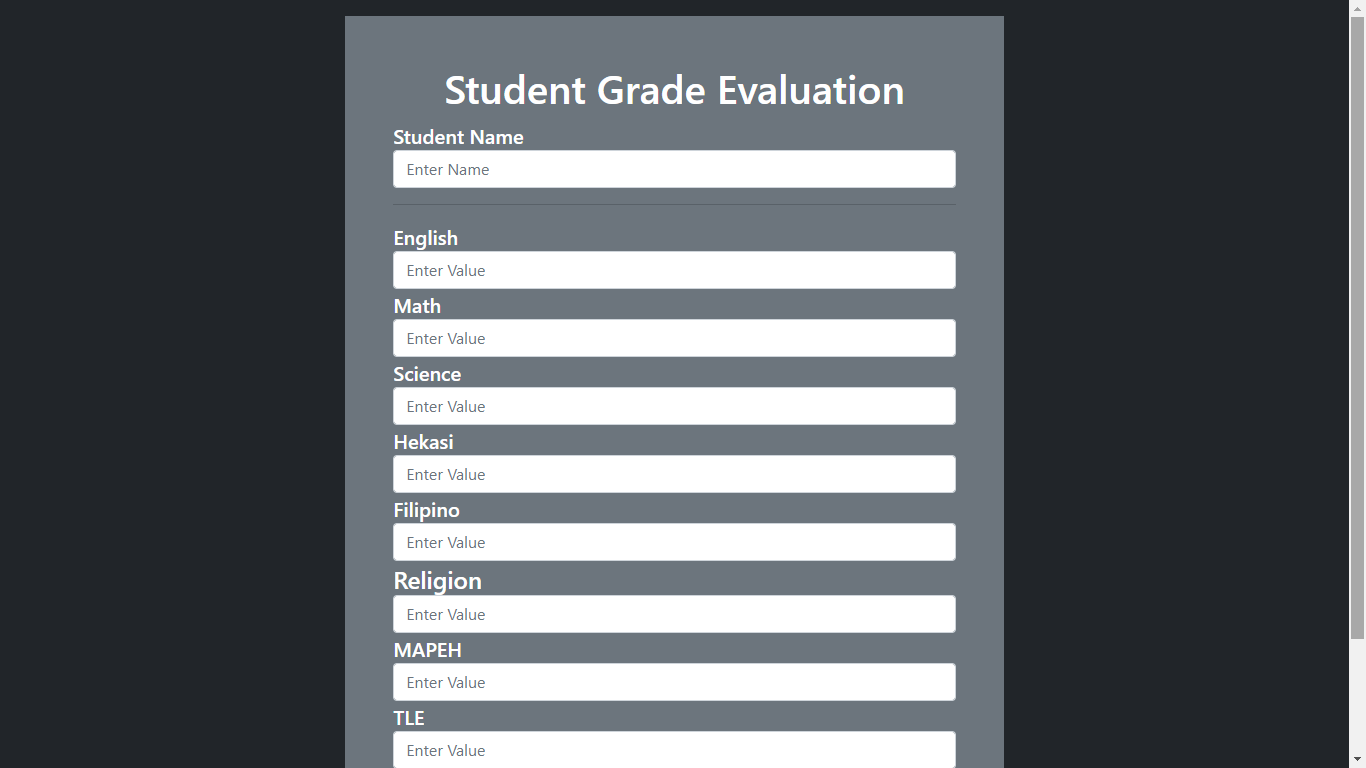 Student Grade Evaluation
Student Name
Enter Name
English
Enter Value
Math
Enter Value
Science
Enter Value
Hekasi
Enter Value
Filipino
Enter Value
Religion
Enter Value
MAPEH
Enter Value
TLE
Enter Value